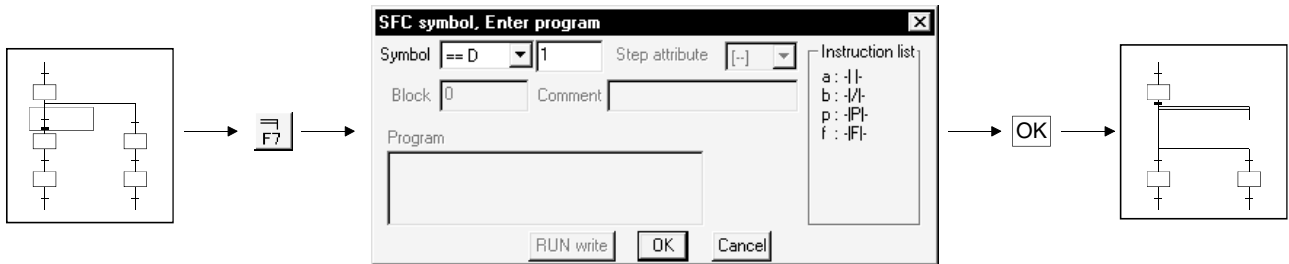 SFC symbol, Enter program
Symbol == D 1 Step attribute [--]
Block 0 Comment
Program
Instruction list
a : -| |-
b : -|/|-
p : -|P|-
f : -|F|-
RUN write OK Cancel
F7
OK